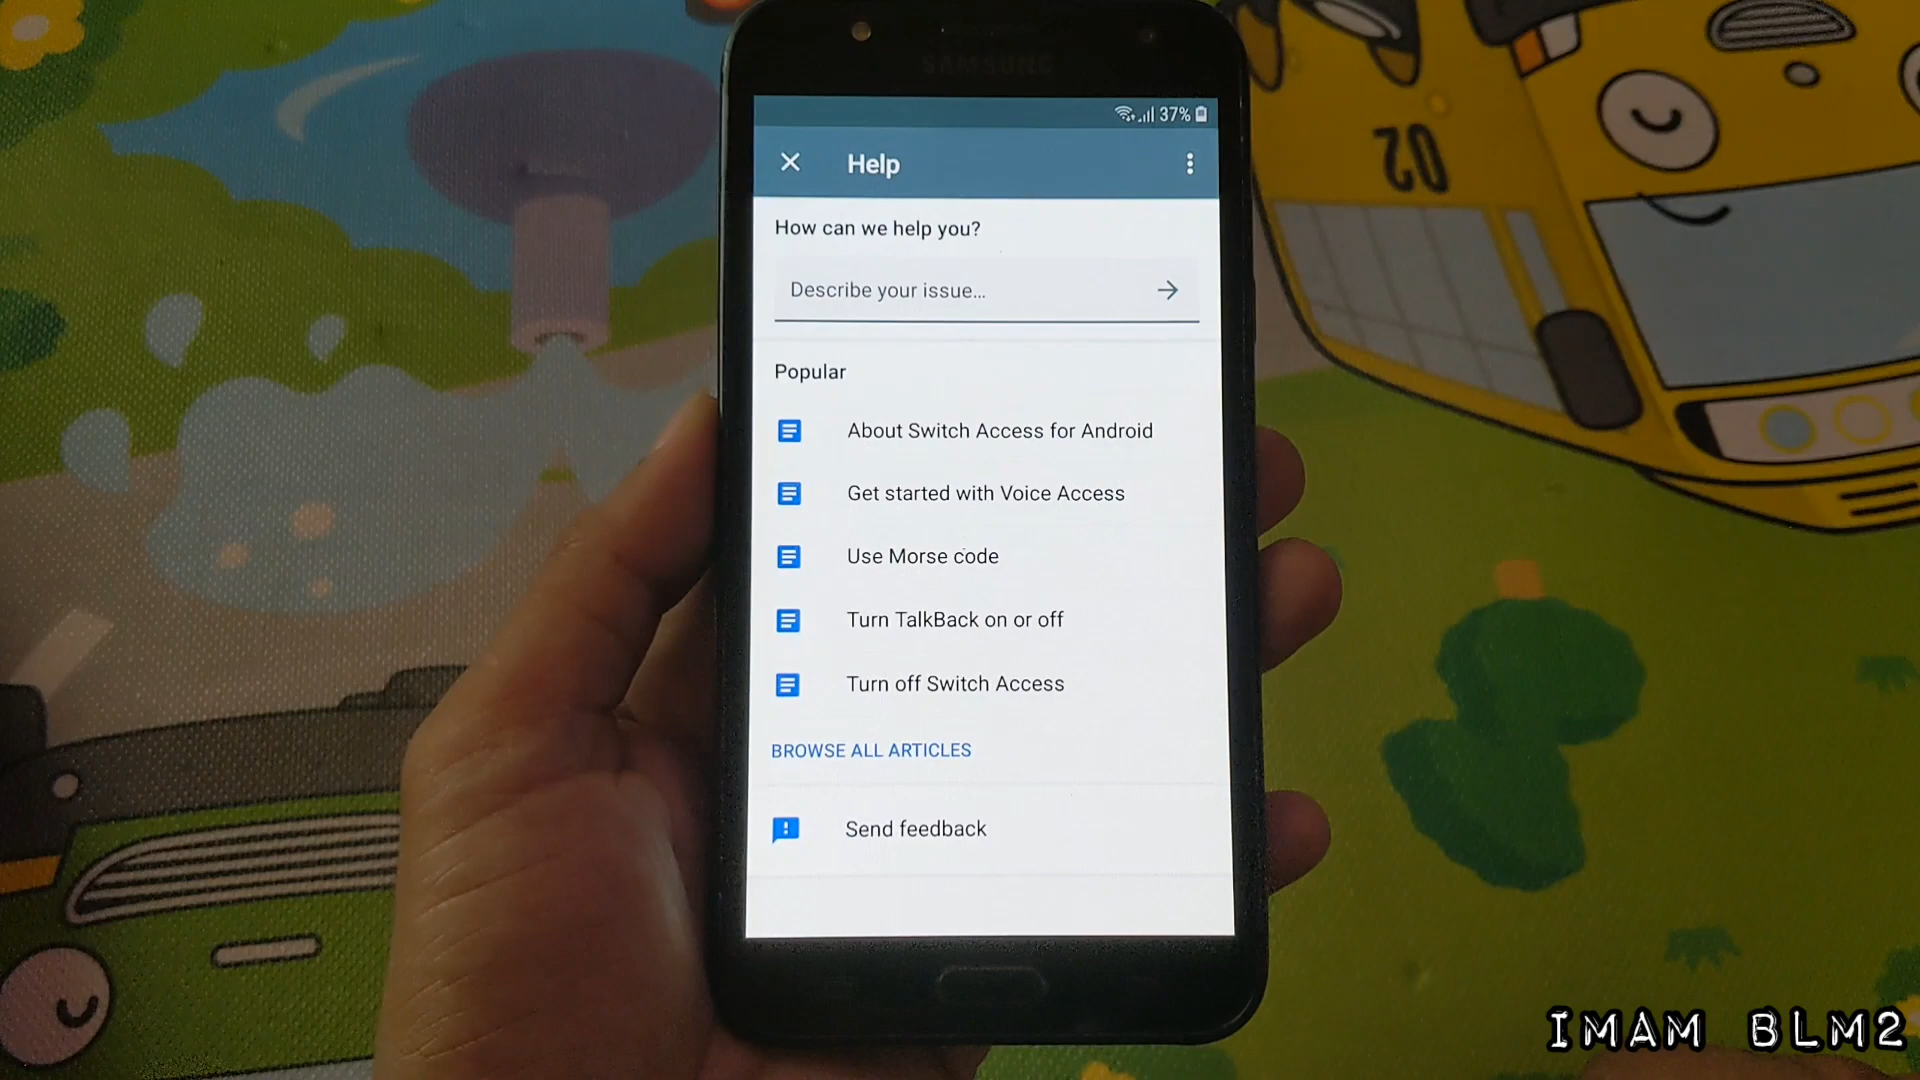 SAMSUNG
37%
Help
How can we help you?
Describe your issue...
Popular
About Switch Access for Android
Get started with Voice Access
Use Morse code
Turn TalkBack on or off
Turn off Switch Access
BROWSE ALL ARTICLES
Send feedback
02
IMAM BLM2